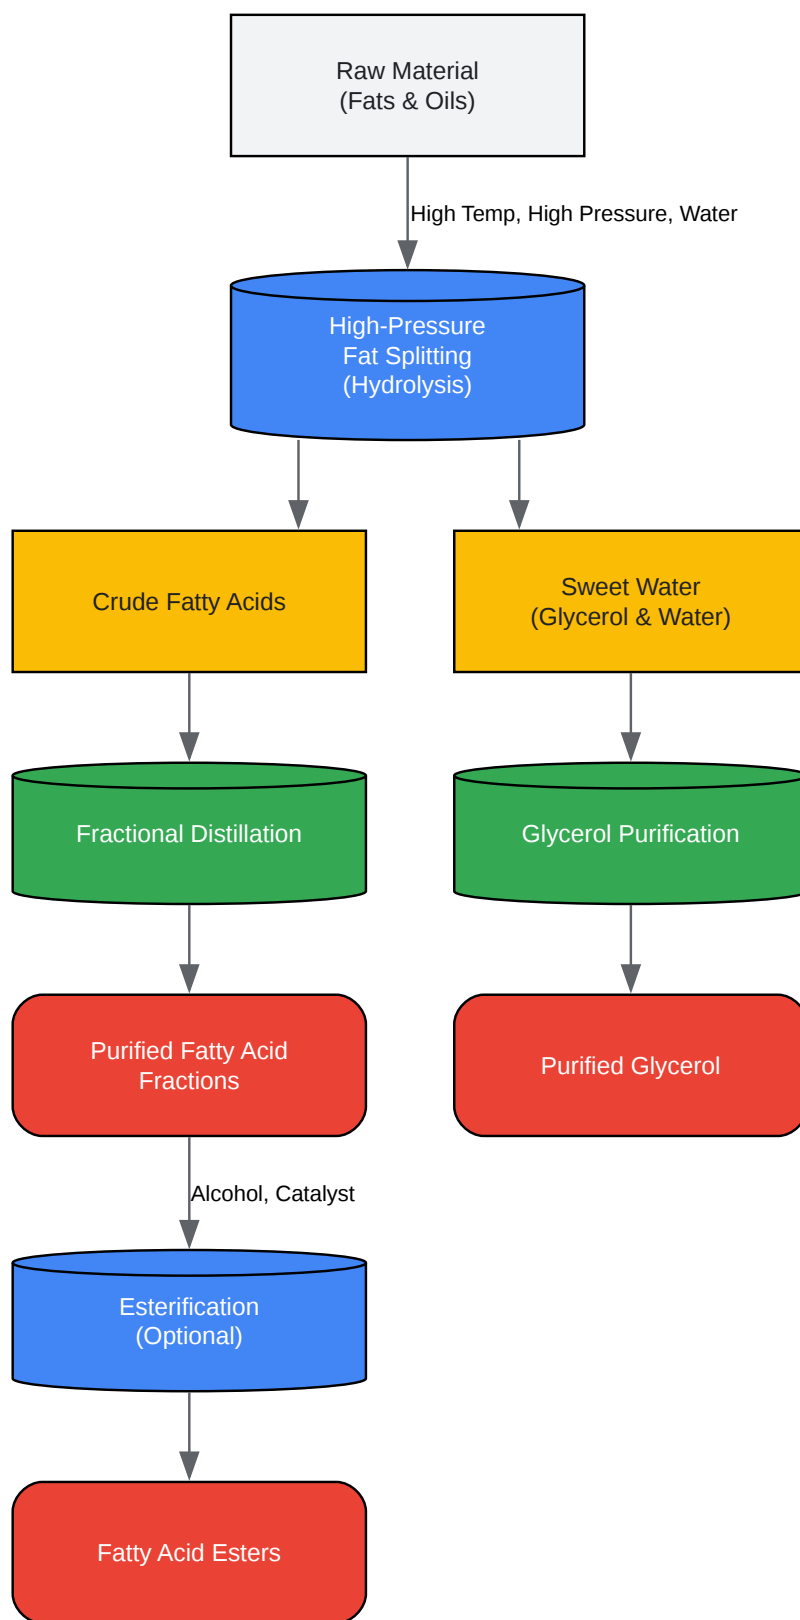 Raw Material
(Fats & Oils)
High Temp, High Pressure, Water
High-Pressure
Fat Splitting
(Hydrolysis)
Crude Fatty Acids
Sweet Water
(Glycerol & Water)
Fractional Distillation
Glycerol Purification
Purified Fatty Acid
Fractions
Purified Glycerol
Alcohol, Catalyst
Esterification
(Optional)
Fatty Acid Esters